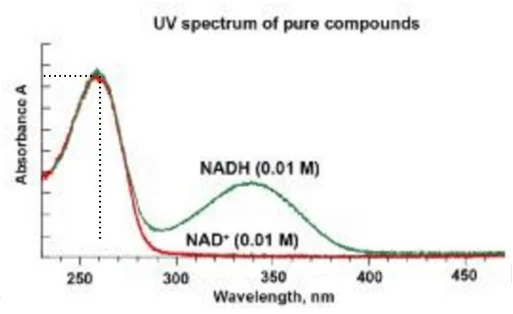 UV spectrum of pure compounds
Absorbance A
NADH (0.01 M)
NAD⁺ (0.01 M)
250 300 350 400 450
Wavelength, nm